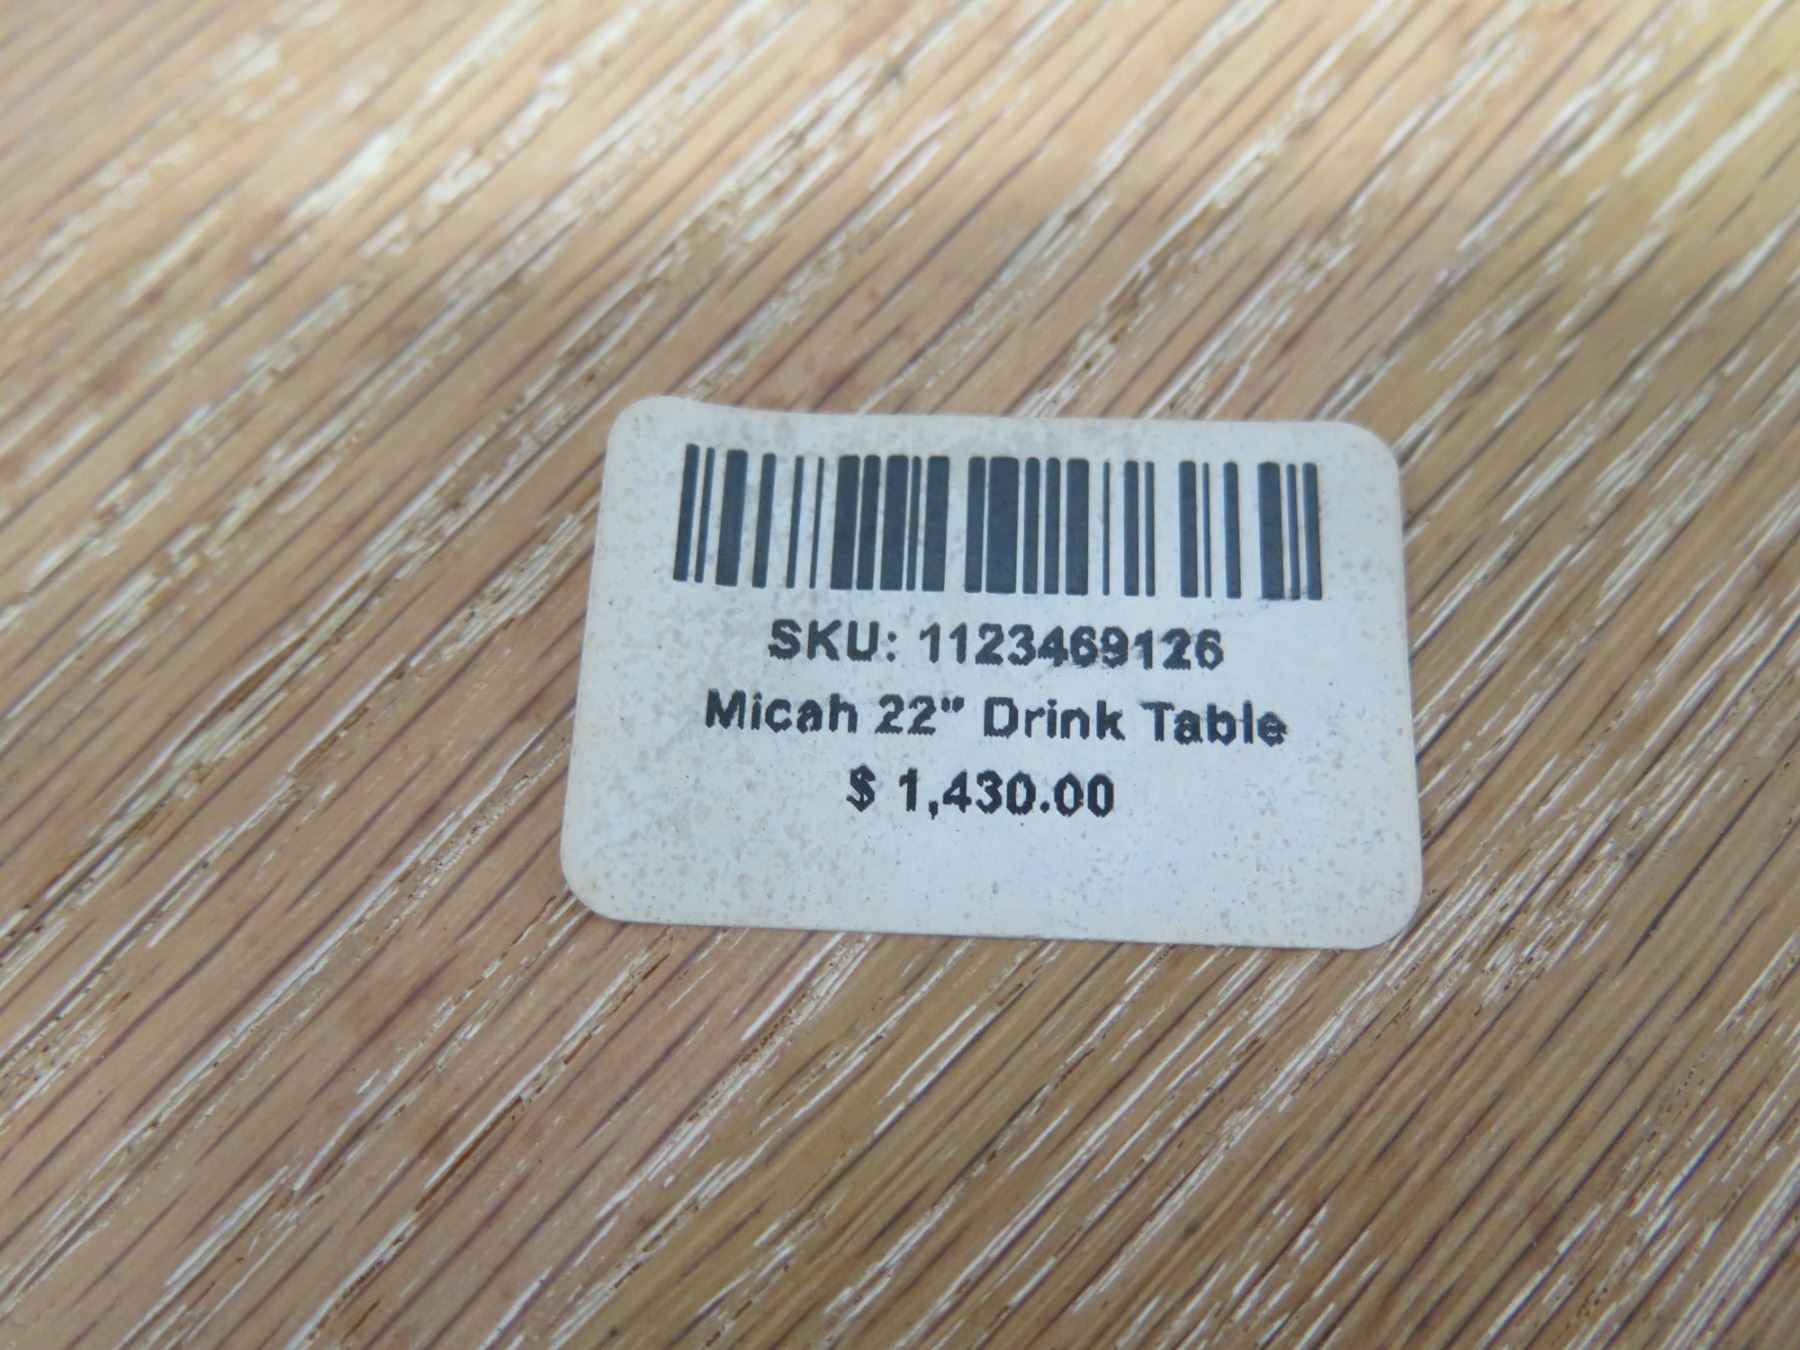 SKU: 1123469126
Micah 22" Drink Table
$ 1,430.00